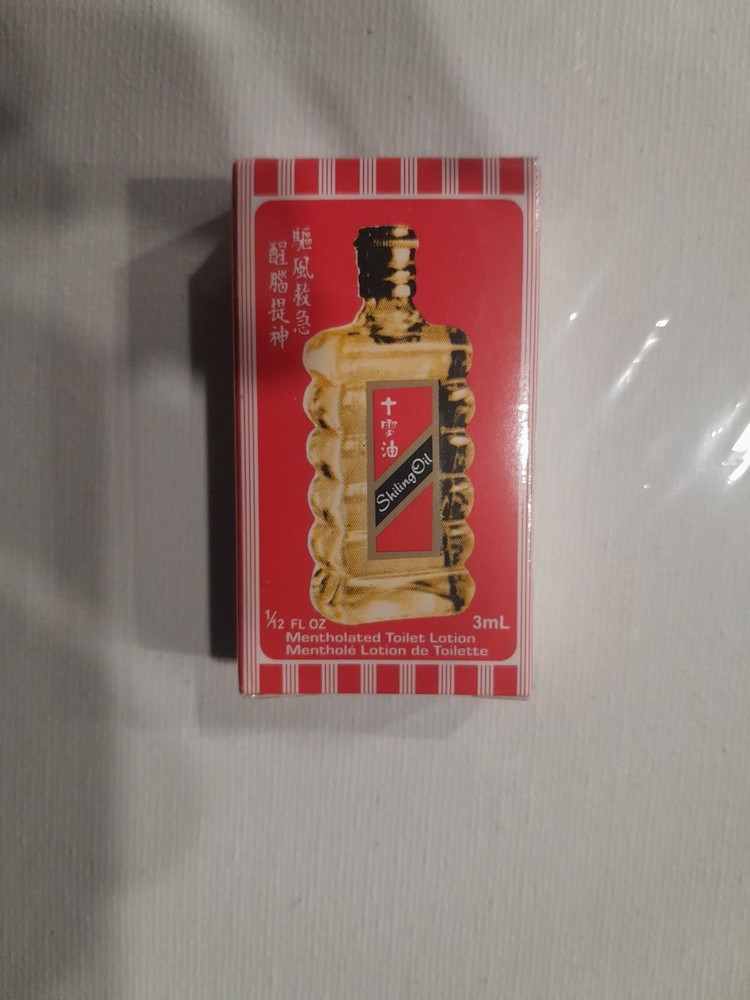 驅風救急
醒腦提神
十靈油
Shiling Oil
1/12 FL OZ
3mL
Mentholated Toilet Lotion
Mentholé Lotion de Toilette